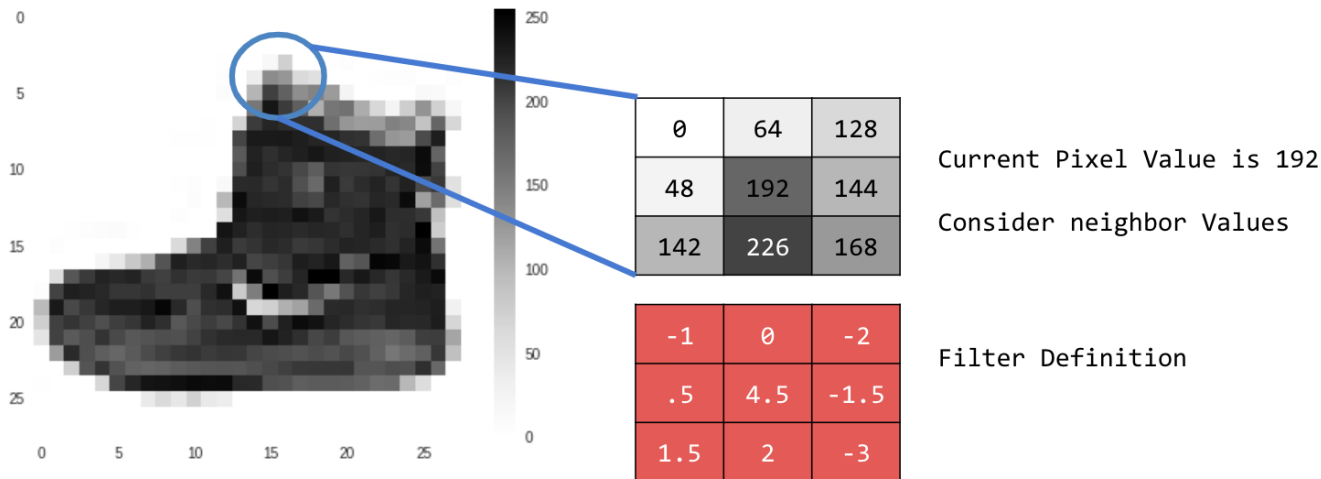 0
5
10
15
20
25
0 5 10 15 20 25
250
200
150
100
50
0
0 64 128
48 192 144
142 226 168
Current Pixel Value is 192
Consider neighbor Values
-1 0 -2
.5 4.5 -1.5
1.5 2 -3
Filter Definition